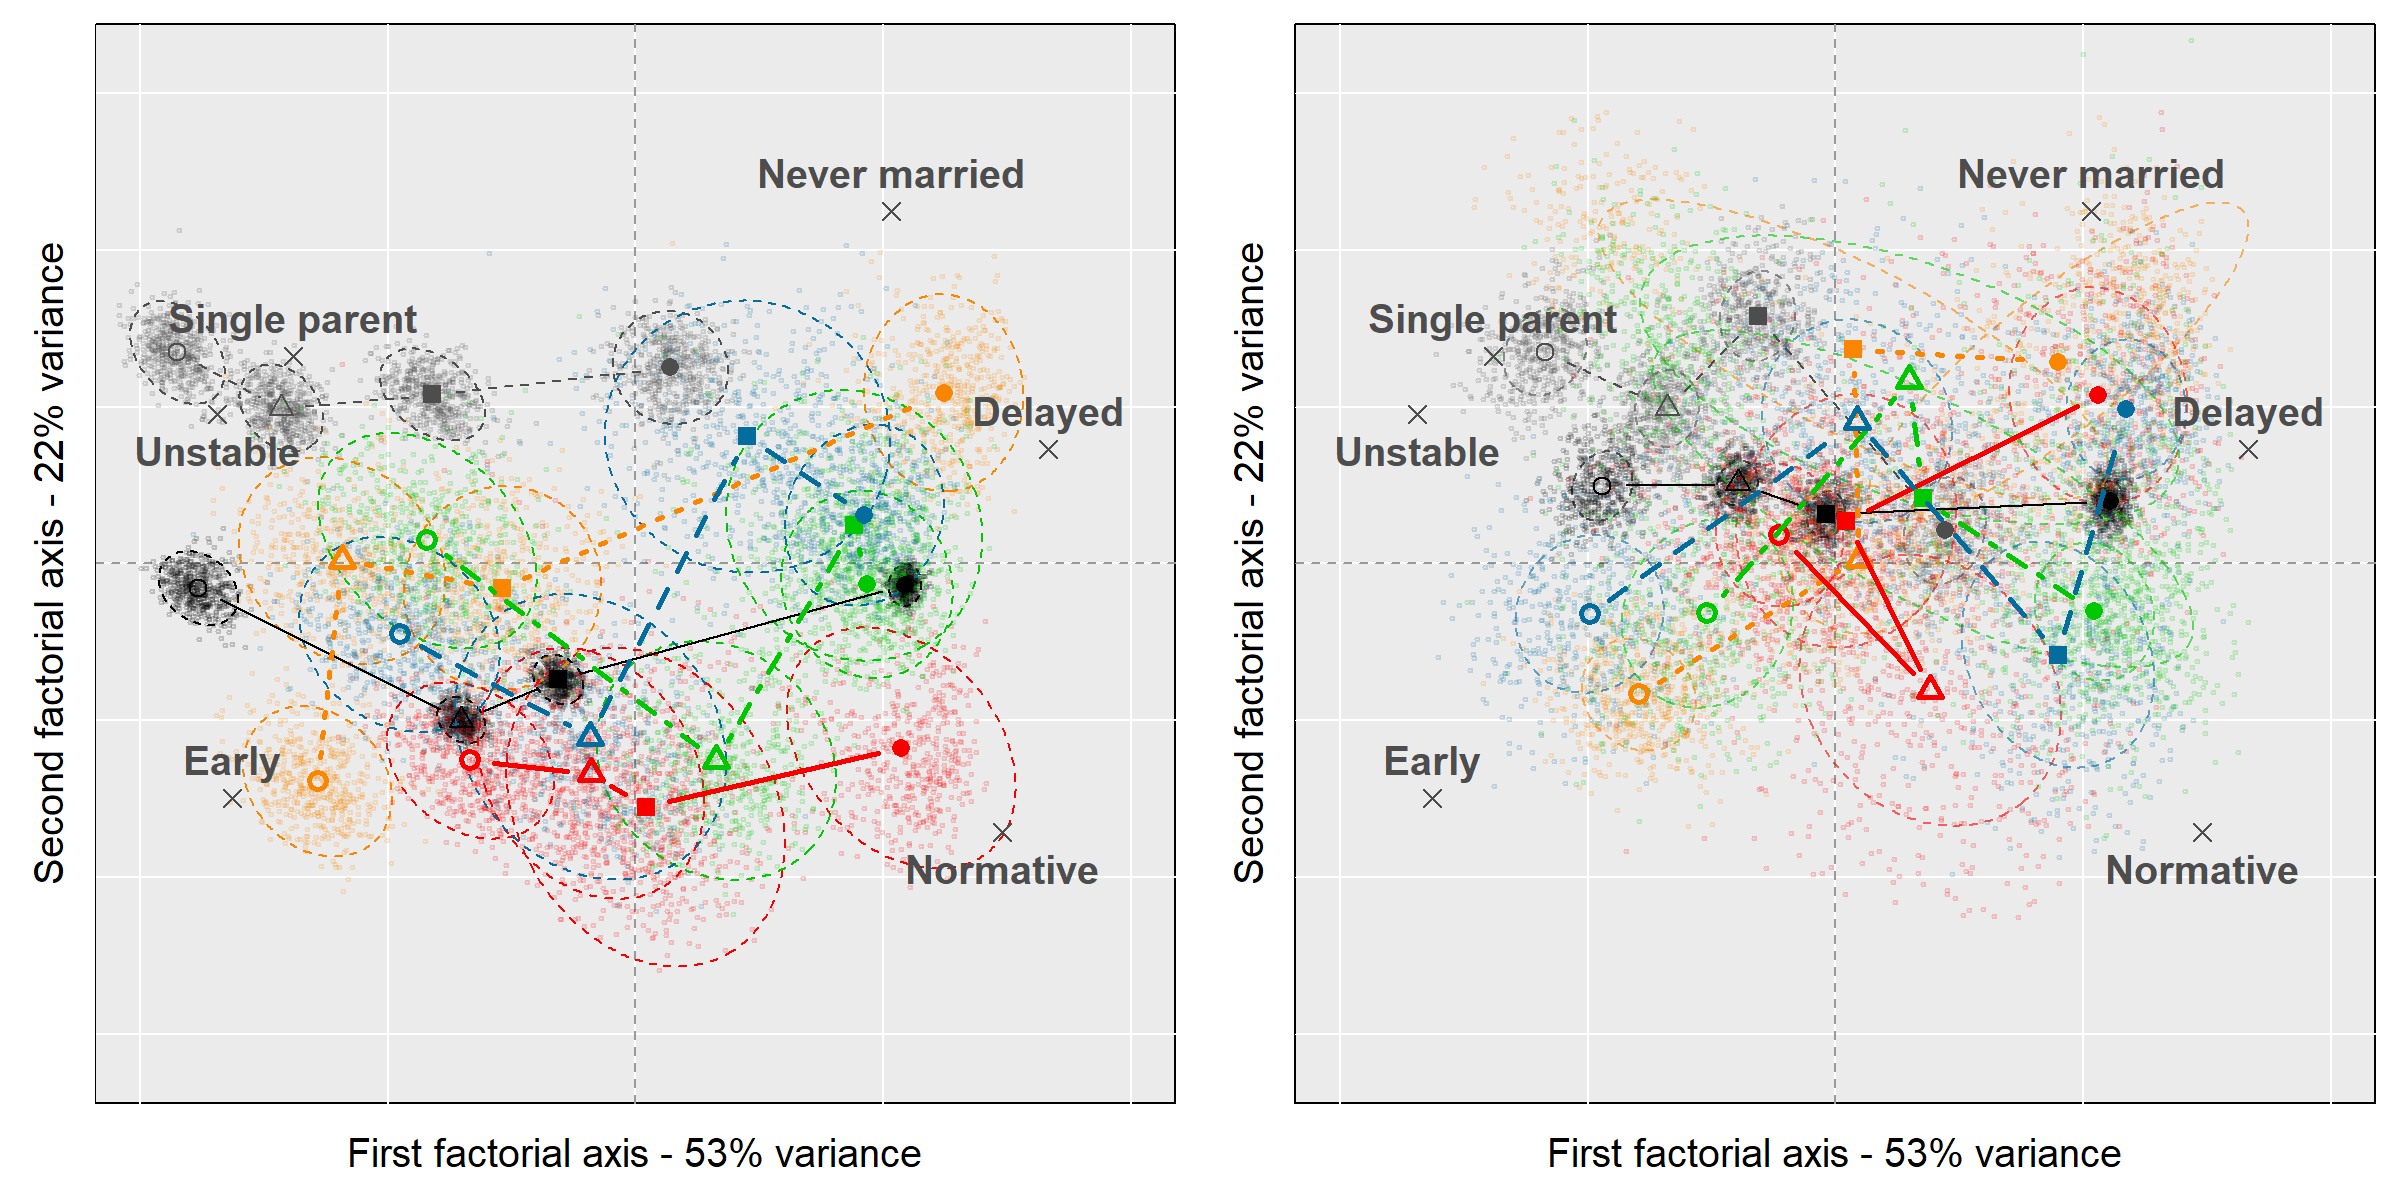 Second factorial axis - 22% variance
Never married
Single parent
Delayed
Unstable
Early
Normative
First factorial axis - 53% variance
Second factorial axis - 22% variance
Never married
Single parent
Delayed
Unstable
Early
Normative
First factorial axis - 53% variance